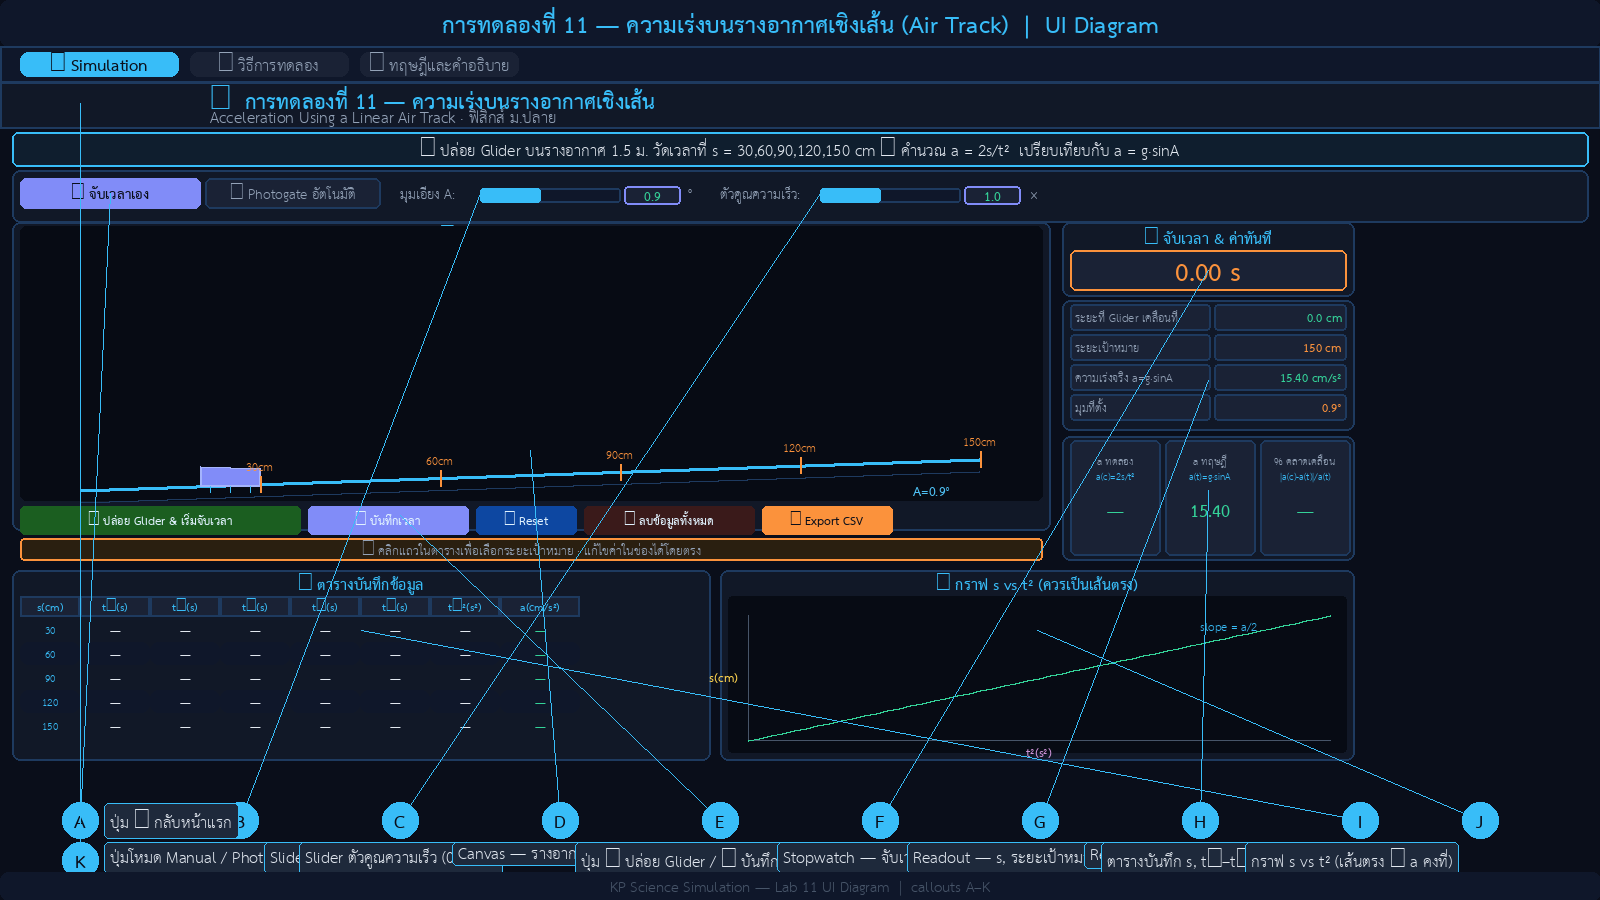 การทดลองที่ 11 — ความเร่งบนรางอากาศเชิงเส้น (Air Track) | UI Diagram
Simulation
วิธีการทดลอง
ทฤษฎีและคำอธิบาย
การทดลองที่ 11 — ความเร่งบนรางอากาศเชิงเส้น
Acceleration Using a Linear Air Track · ฟิสิกส์ ม.ปลาย
ปล่อย Glider บนรางอากาศ 1.5 ม. วัดเวลาที่ s = 30,60,90,120,150 cm □ คำนวณ a = 2s/t² เปรียบเทียบกับ a = g·sinA
จับเวลาเอง
Photogate อัตโนมัติ
มุมเอียง A:
0.9 °
ตัวคูณความเร็ว:
1.0 ×
จับเวลา & ค่าทันที
0.00 s
ระยะที่ Glider เคลื่อนที่
0.0 cm
ระยะเป้าหมาย
150 cm
ความเร่งจริง a=g·sinA
15.40 cm/s²
มุมที่ตั้ง
0.9°
30cm
60cm
90cm
120cm
150cm
A=0.9°
a ทดลอง
a(c)=2s/t²
—
a ทฤษฎี
a(t)=g·sinA
15.40
% คลาดเคลื่อน
|a(c)-a(t)|/a(t)
—
ปล่อย Glider & เริ่มจับเวลา
บันทึกเวลา
Reset
ลบข้อมูลทั้งหมด
Export CSV
คลิกแถวในตารางเพื่อเลือกระยะเป้าหมาย · แก้ไขค่าในช่องได้โดยตรง
ตารางบันทึกข้อมูล
s(cm) t□(s) t□(s) t□(s) t□(s) t□(s) t□²(s²) a(cm/s²)
30 — — — — — — —
60 — — — — — — —
90 — — — — — — —
120 — — — — — — —
150 — — — — — — —
กราฟ s vs t² (ควรเป็นเส้นตรง)
slope = a/2
s(cm)
t²(s²)
A
ปุ่ม □ กลับหน้าแรก
B
C
D
E
F
G
H
I
J
K
ปุ่มโหมด Manual / Phot
Slide
Slider ตัวคูณความเร็ว (0
Canvas — รางอาก
ปุ่ม □ ปล่อย Glider / □ บันทึก
Stopwatch — จับเว
Readout — s, ระยะเป้าหม
ตารางบันทึก s, t□–t□
กราฟ s vs t² (เส้นตรง □ a คงที่)
KP Science Simulation — Lab 11 UI Diagram | callouts A–K